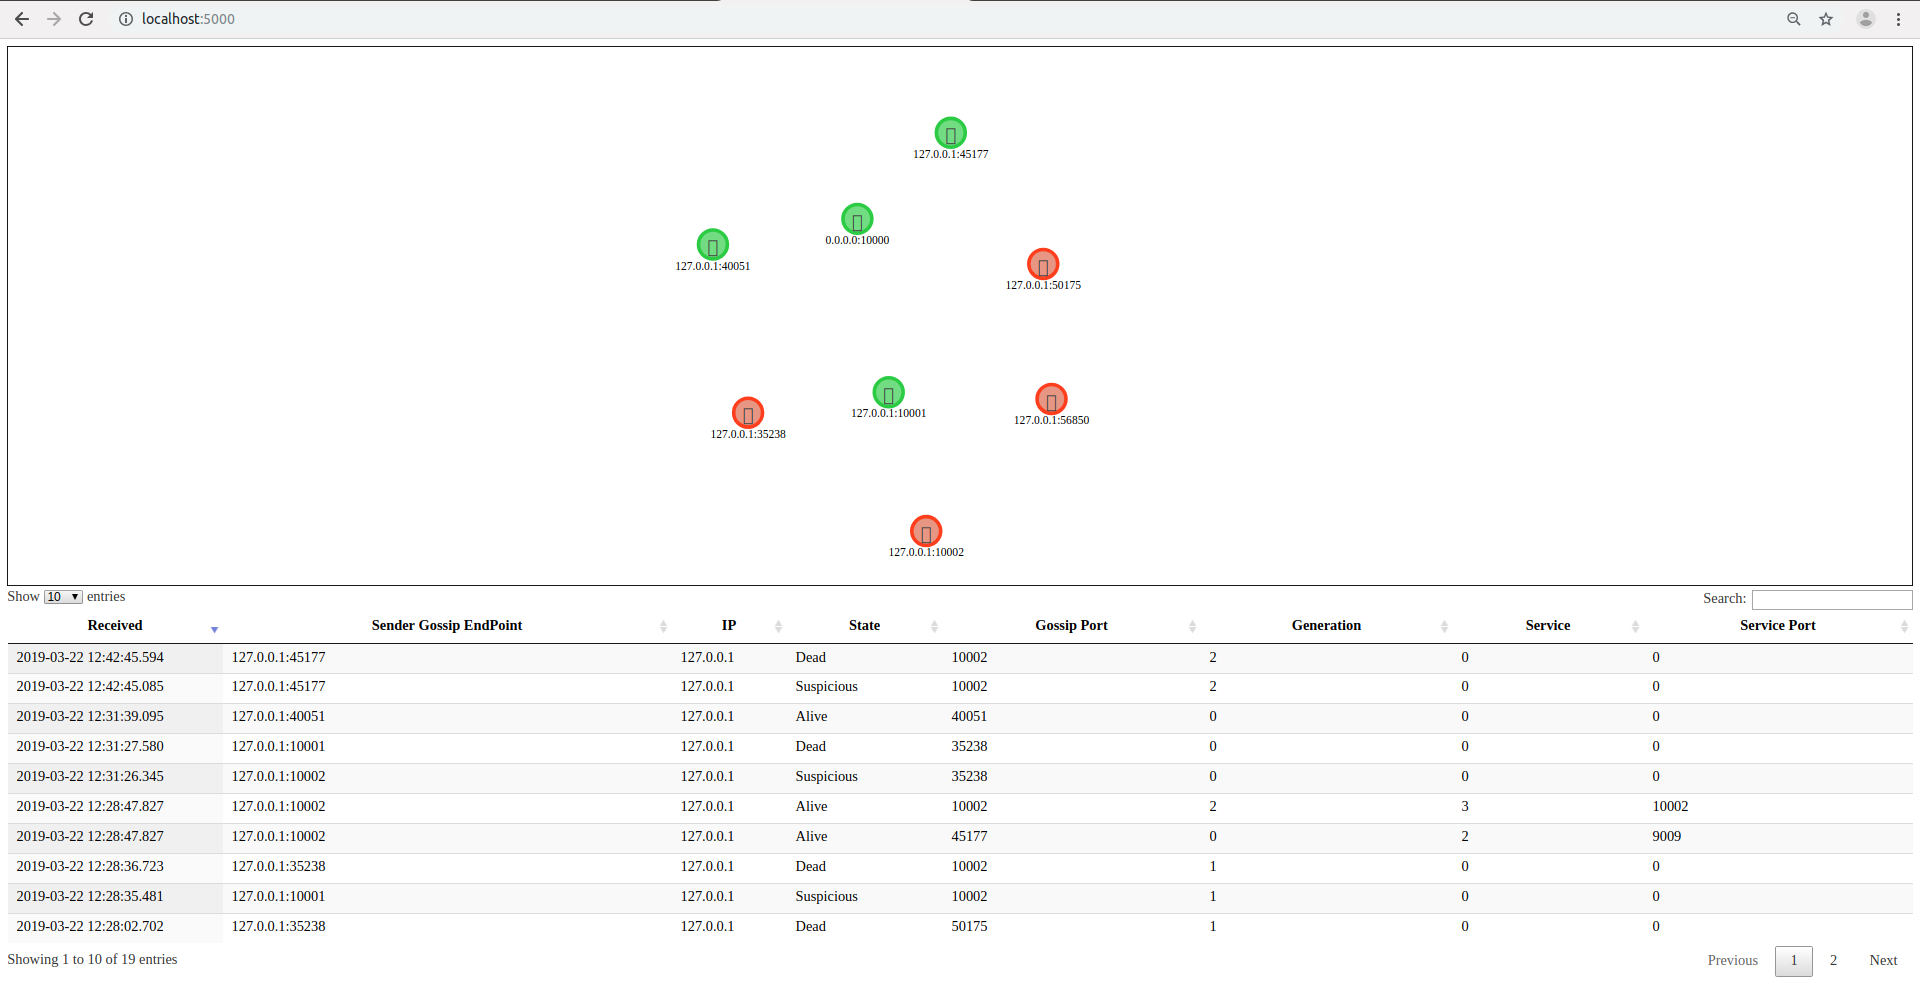 localhost:5000
127.0.0.1:45177
0.0.0.0:10000
127.0.0.1:40051
127.0.0.1:50175
127.0.0.1:10001
127.0.0.1:56850
127.0.0.1:35238
127.0.0.1:10002
Show 10 entries Search:
Received Sender Gossip EndPoint IP State Gossip Port Generation Service Service Port
2019-03-22 12:42:45.594 127.0.0.1:45177 127.0.0.1 Dead 10002 2 0 0
2019-03-22 12:42:45.085 127.0.0.1:45177 127.0.0.1 Suspicious 10002 2 0 0
2019-03-22 12:31:39.095 127.0.0.1:40051 127.0.0.1 Alive 40051 0 0 0
2019-03-22 12:31:27.580 127.0.0.1:10001 127.0.0.1 Dead 35238 0 0 0
2019-03-22 12:31:26.345 127.0.0.1:10002 127.0.0.1 Suspicious 35238 0 0 0
2019-03-22 12:28:47.827 127.0.0.1:10002 127.0.0.1 Alive 10002 2 3 10002
2019-03-22 12:28:47.827 127.0.0.1:10002 127.0.0.1 Alive 45177 0 2 9009
2019-03-22 12:28:36.723 127.0.0.1:35238 127.0.0.1 Dead 10002 1 0 0
2019-03-22 12:28:35.481 127.0.0.1:10001 127.0.0.1 Suspicious 10002 1 0 0
2019-03-22 12:28:02.702 127.0.0.1:35238 127.0.0.1 Dead 50175 1 0 0
Showing 1 to 10 of 19 entries Previous 1 2 Next